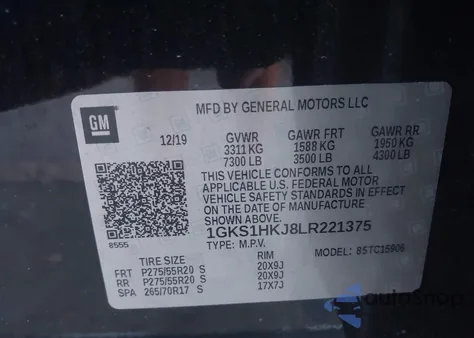 GM
MFD BY GENERAL MOTORS LLC
12/19 GVWR GAWR FRT GAWR RR
3311 KG 1588 KG 1950 KG
7300 LB 3500 LB 4300 LB
THIS VEHICLE CONFORMS TO ALL
APPLICABLE U.S. FEDERAL MOTOR
VEHICLE SAFETY STANDARDS IN EFFECT
ON THE DATE OF MANUFACTURE
SHOWN ABOVE.
1GKS1HKJ8LR221375
8555
TYPE: M.P.V. MODEL: 85TC15906
TIRE SIZE RIM
FRT P275/55R20 S 20X9J
RR P275/55R20 S 20X9J
SPA 265/70R17 S 17X7J
autosnap